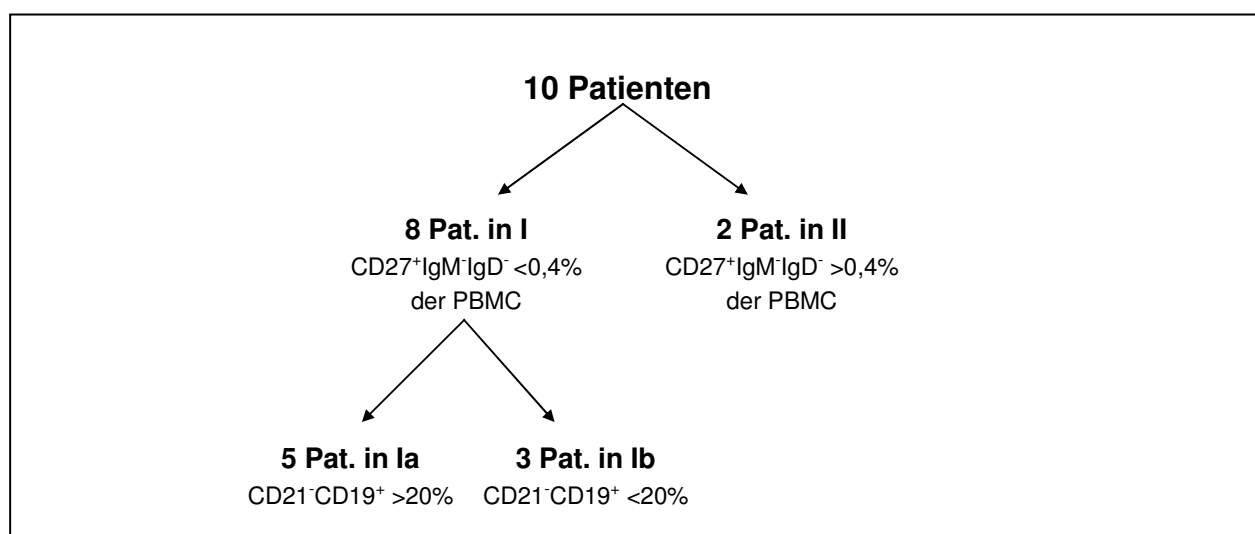 10 Patienten
8 Pat. in I
CD27⁺IgM⁻IgD⁻ <0,4%
der PBMC
2 Pat. in II
CD27⁺IgM⁻IgD⁻ >0,4%
der PBMC
5 Pat. in Ia
CD21⁻CD19⁺ >20%
3 Pat. in Ib
CD21⁻CD19⁺ <20%